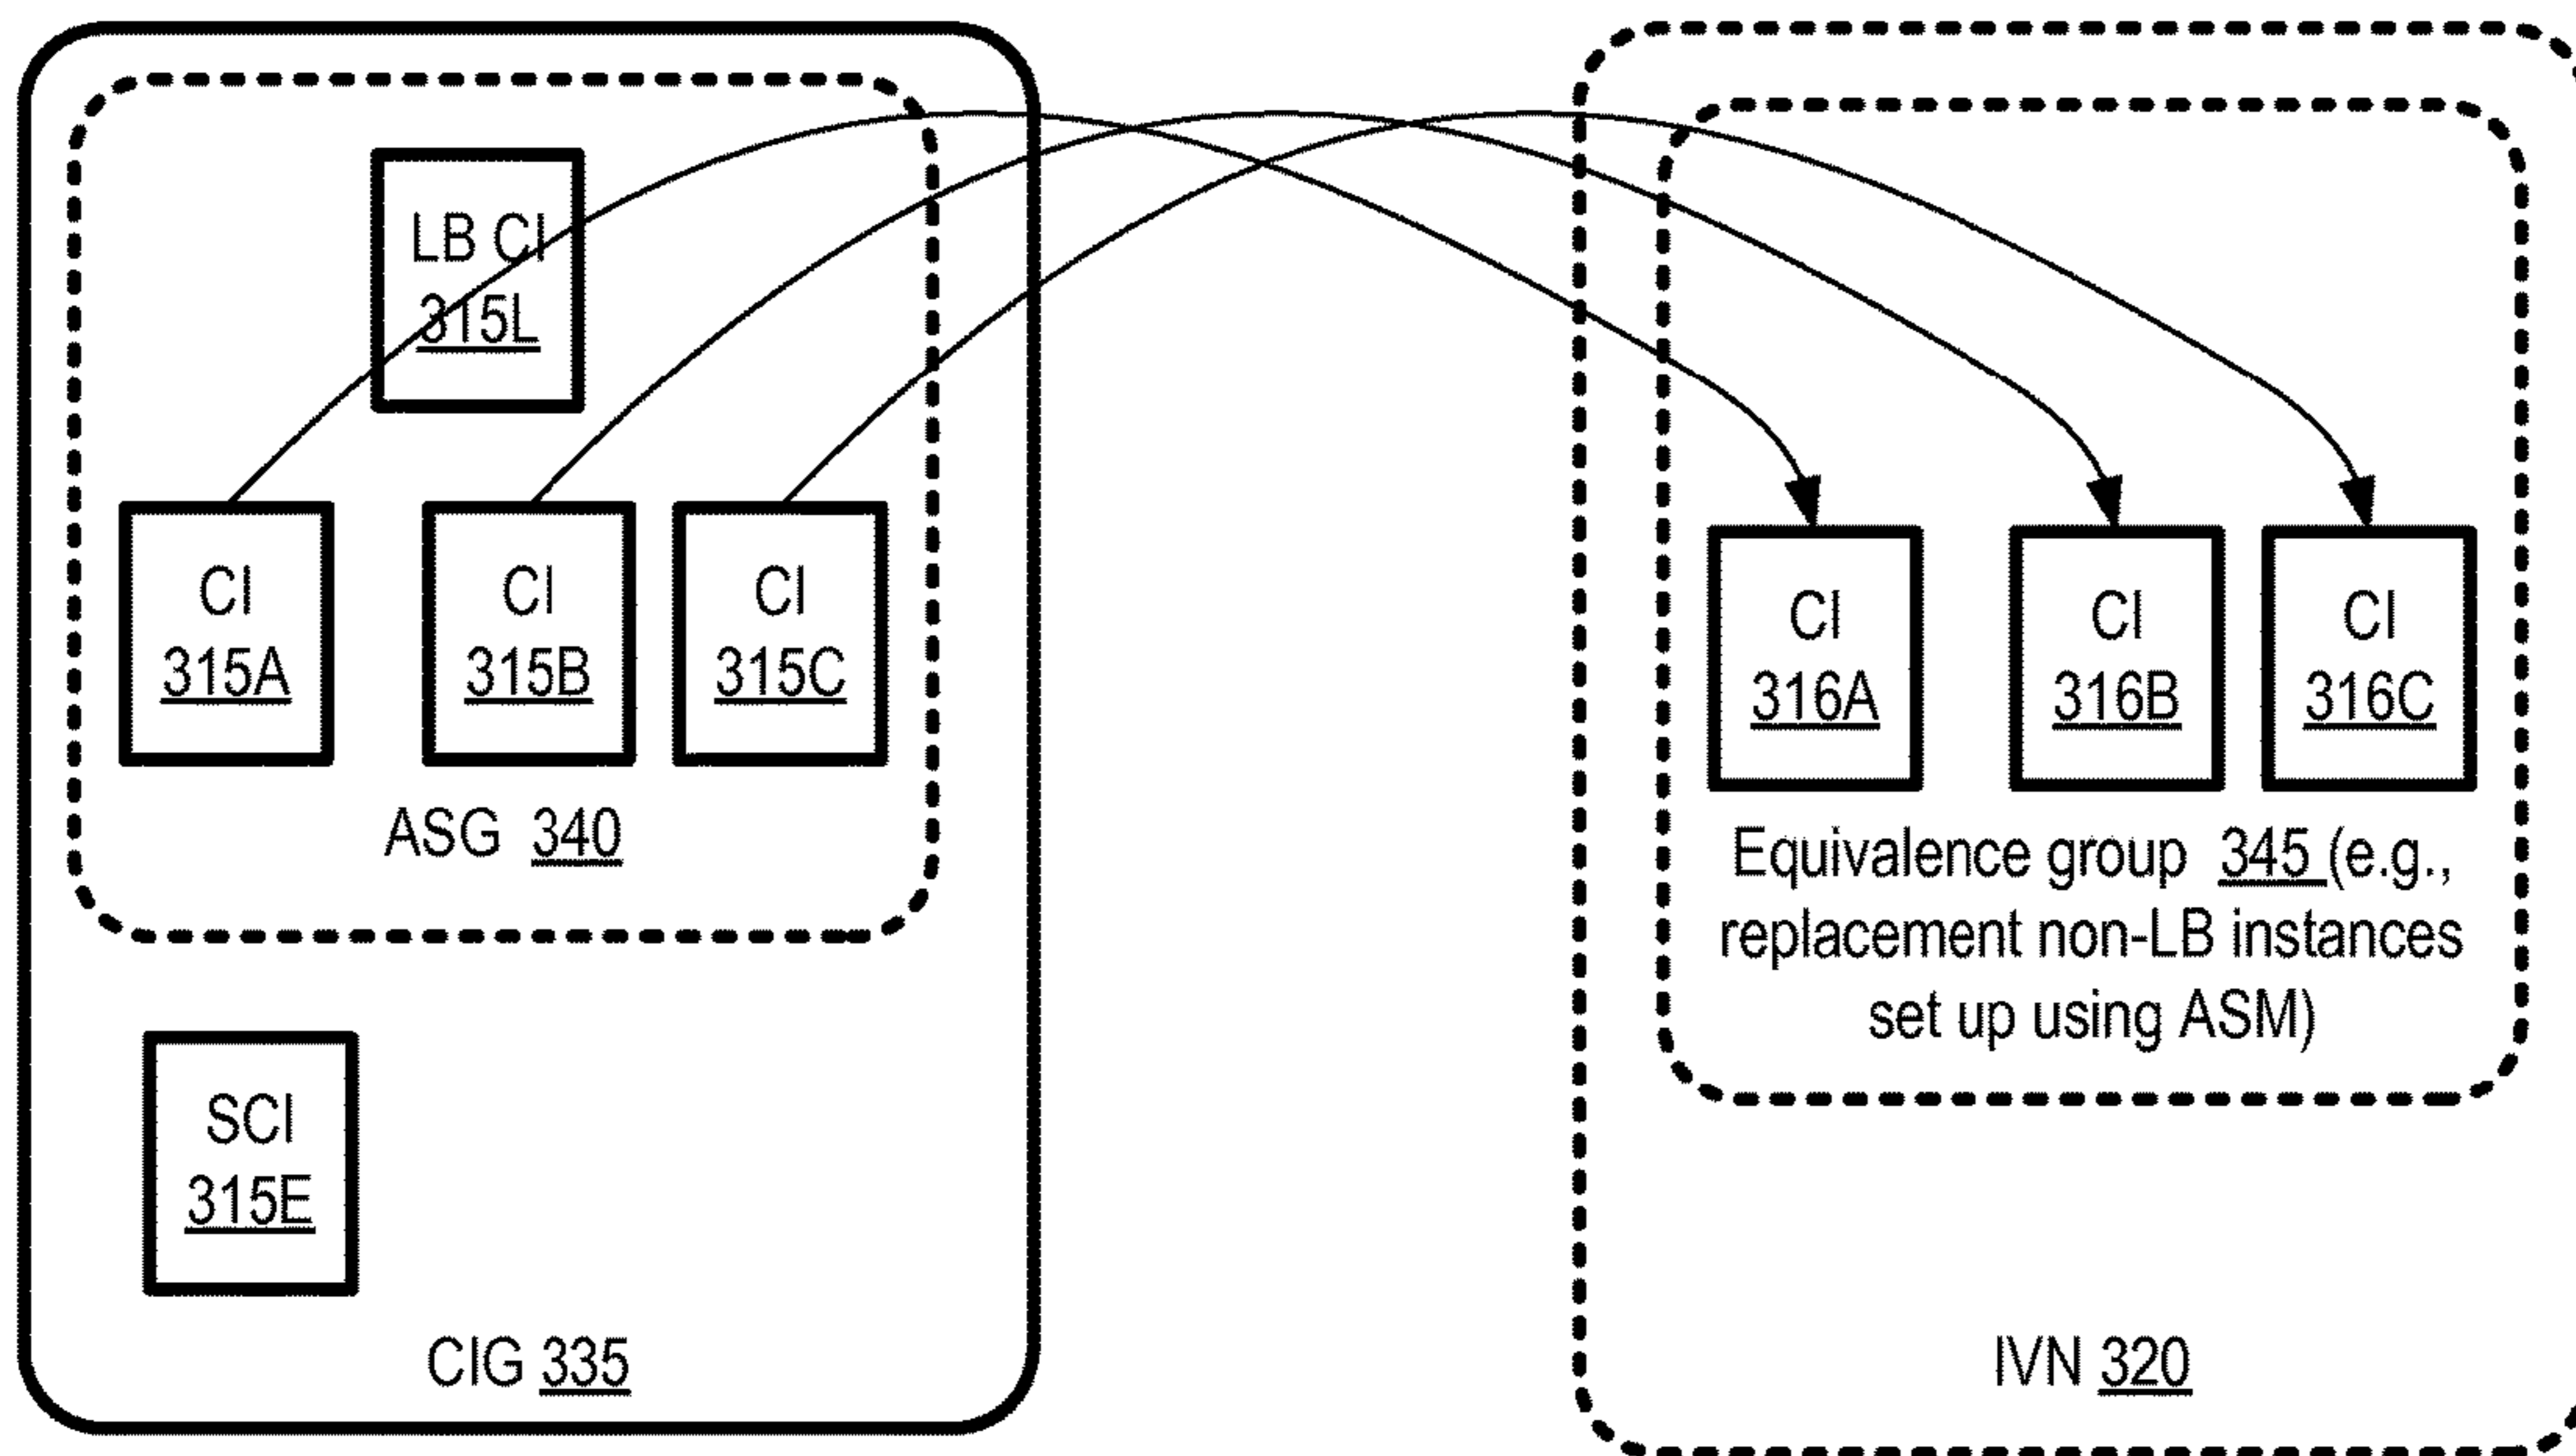 LB CI
315L
CI
315A
CI
315B
CI
315C
ASG 340
SCI
315E
CIG 335
CI
316A
CI
316B
CI
316C
Equivalence group 345 (e.g.,
replacement non-LB instances
set up using ASM)
IVN 320